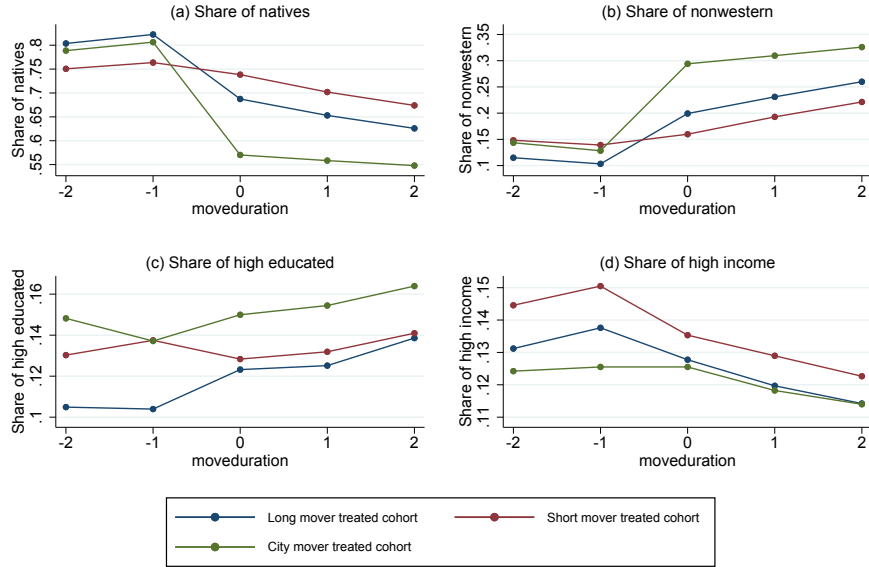 (a) Share of natives
Share of natives
.8
.75
.7
.65
.6
.55
-2 -1 0 1 2
moveduration
(b) Share of nonwestern
Share of nonwestern
.35
.3
.25
.2
.15
.1
-2 -1 0 1 2
moveduration
(c) Share of high educated
Share of high educated
.16
.14
.12
.1
-2 -1 0 1 2
moveduration
(d) Share of high income
Share of high income
.15
.14
.13
.12
.11
-2 -1 0 1 2
moveduration
Long mover treated cohort Short mover treated cohort
City mover treated cohort